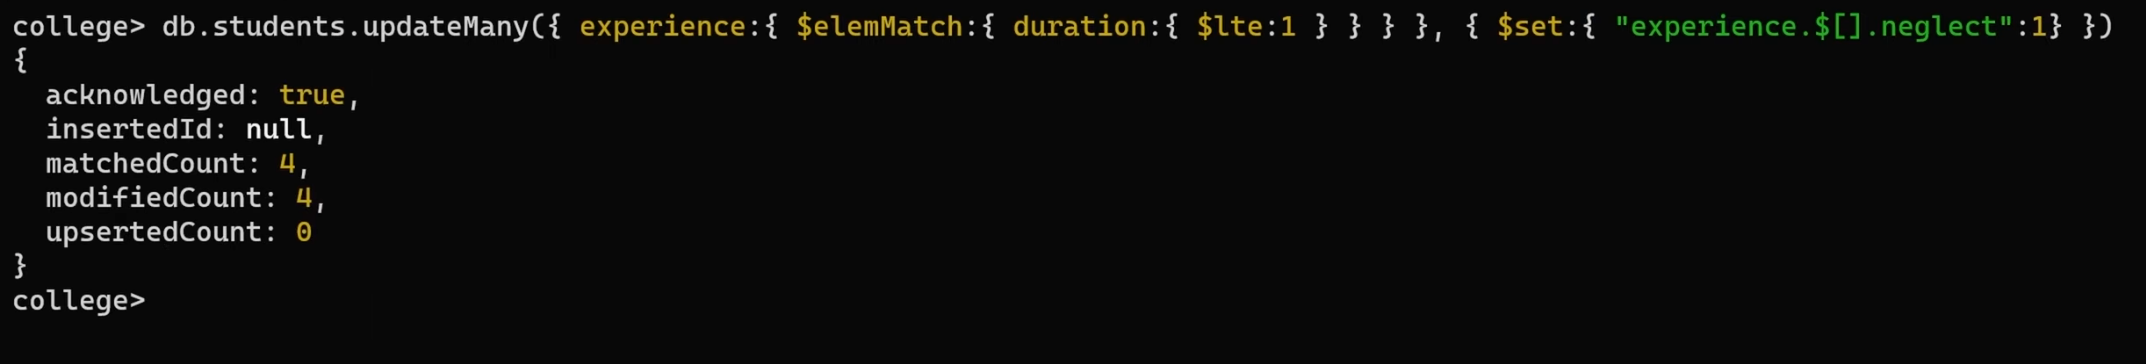 college> db.students.updateMany({ experience:{ $elemMatch:{ duration:{ $lte:1 } } } }, { $set:{ "experience.$[].neglect":1} })
{
  acknowledged: true,
  insertedId: null,
  matchedCount: 4,
  modifiedCount: 4,
  upsertedCount: 0
}
college>